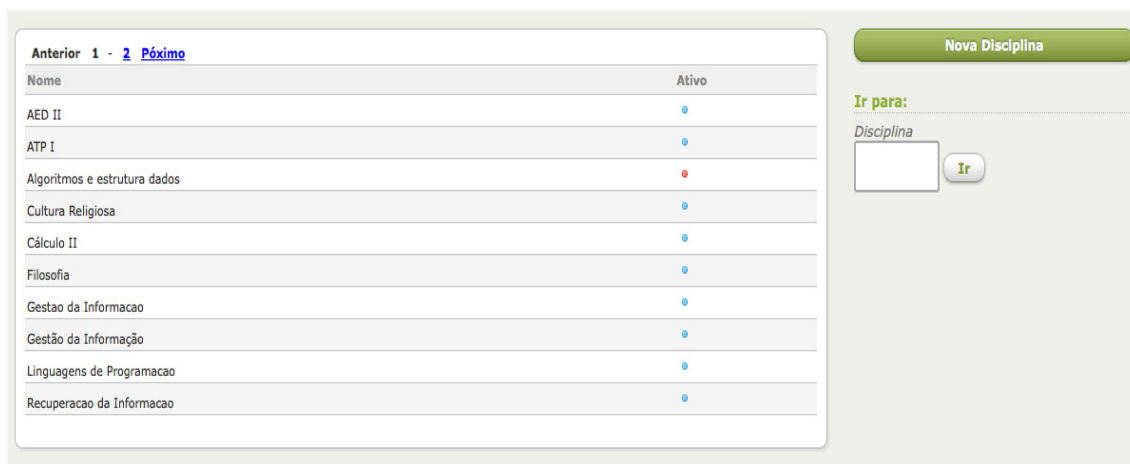 Anterior 1 - 2 Póximo
Nome Ativo
AED II
ATP I
Algoritmos e estrutura dados
Cultura Religiosa
Cálculo II
Filosofia
Gestao da Informacao
Gestão da Informação
Linguagens de Programacao
Recuperacao da Informacao
Nova Disciplina
Ir para:
Disciplina
Ir